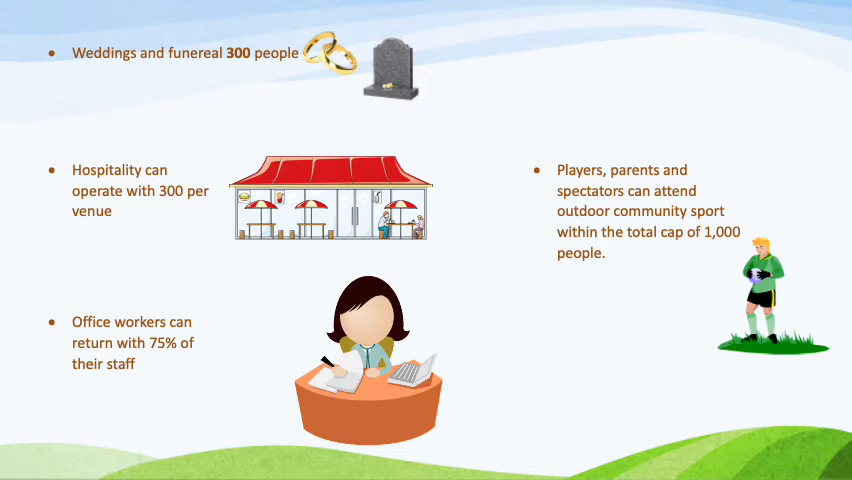 • Weddings and funereal 300 people
• Hospitality can
operate with 300 per
venue
• Office workers can
return with 75% of
their staff
• Players, parents and
spectators can attend
outdoor community sport
within the total cap of 1,000
people.